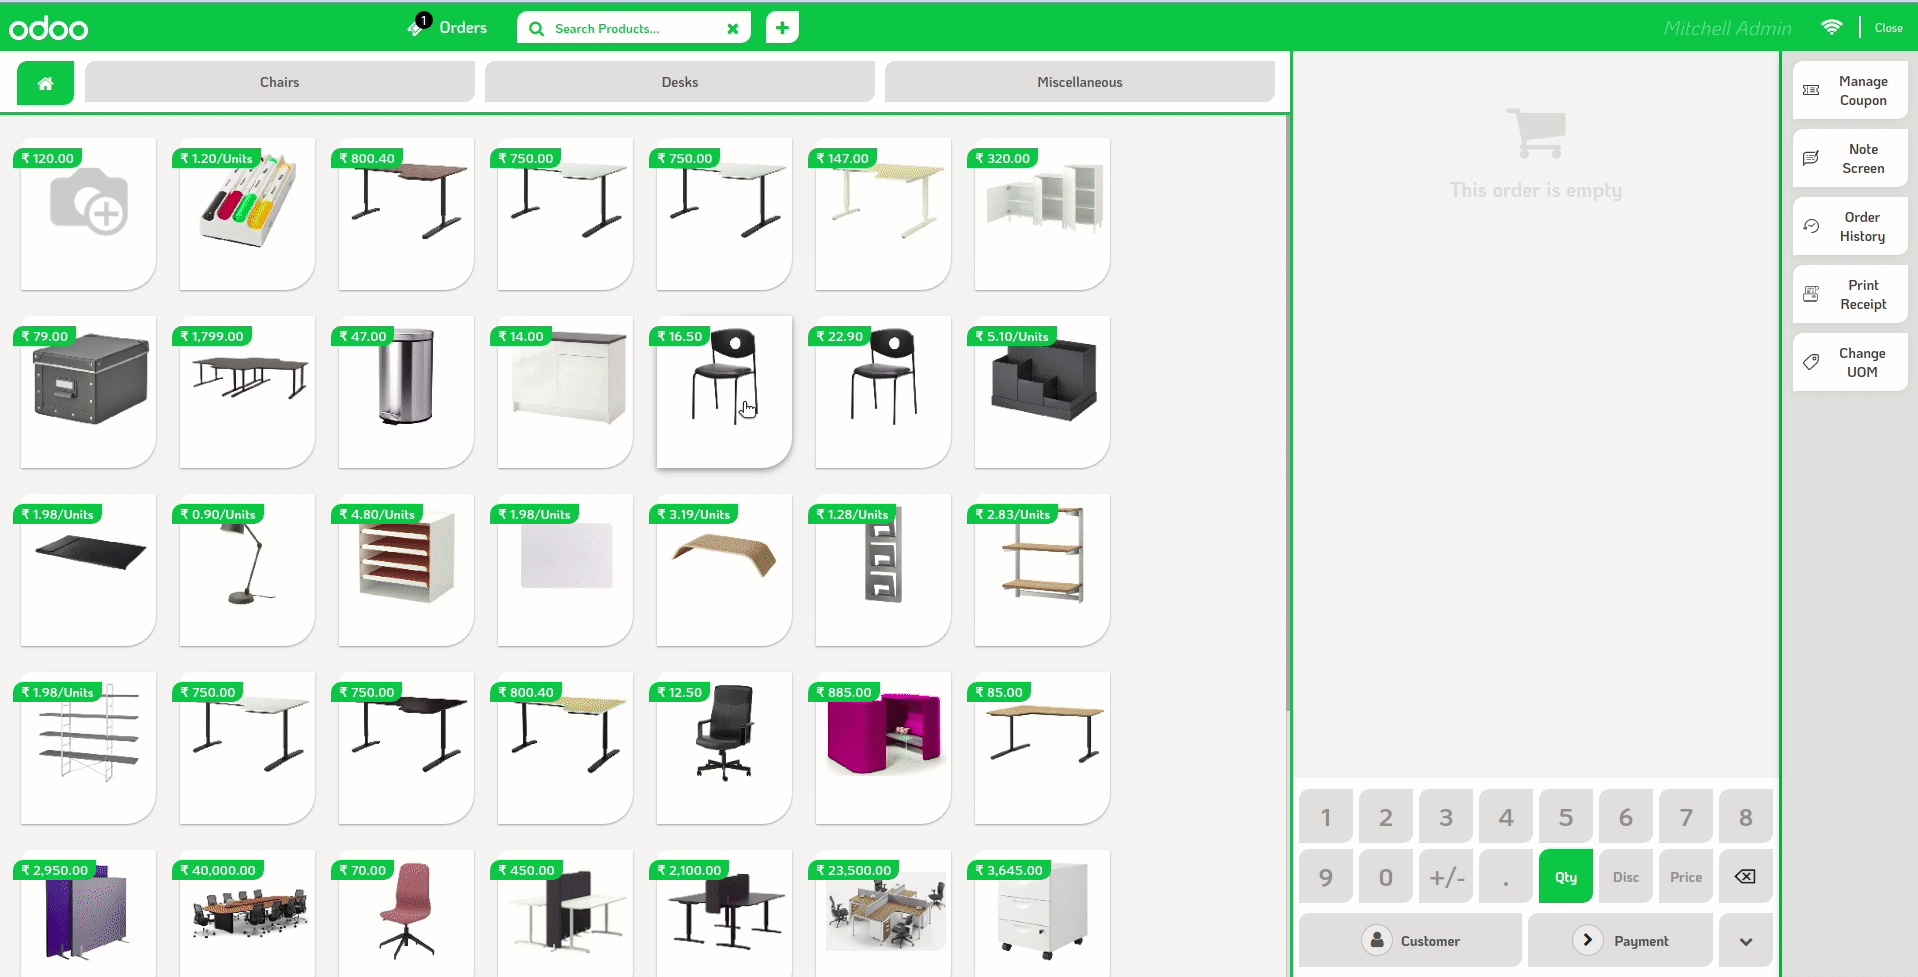 odoo
1
Orders
Search Products...
Mitchell Admin
Close
Chairs
Desks
Miscellaneous
₹ 120.00
₹ 1.20/Units
₹ 800.40
₹ 750.00
₹ 750.00
₹ 147.00
₹ 320.00
₹ 79.00
₹ 1,799.00
₹ 47.00
₹ 14.00
₹ 16.50
₹ 22.90
₹ 5.10/Units
₹ 1.98/Units
₹ 0.90/Units
₹ 4.80/Units
₹ 1.98/Units
₹ 3.19/Units
₹ 1.28/Units
₹ 2.83/Units
₹ 1.98/Units
₹ 750.00
₹ 750.00
₹ 800.40
₹ 12.50
₹ 885.00
₹ 85.00
₹ 2,950.00
₹ 40,000.00
₹ 70.00
₹ 450.00
₹ 2,100.00
₹ 23,500.00
₹ 3,645.00
This order is empty
1 2 3 4 5 6 7 8
9 0 +/- . Qty Disc Price
Customer
Payment
Manage
Coupon
Note
Screen
Order
History
Print
Receipt
Change
UOM